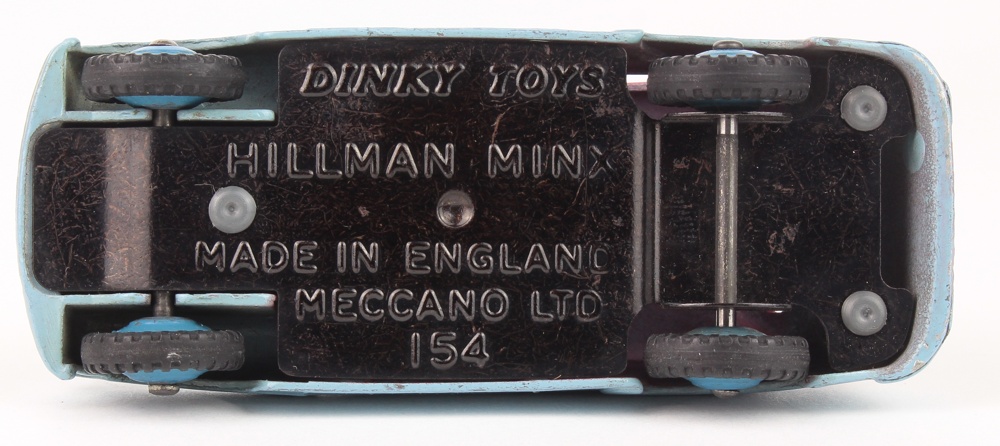 DINKY TOYS
HILLMAN MINX
MADE IN ENGLAND
MECCANO LTD
154